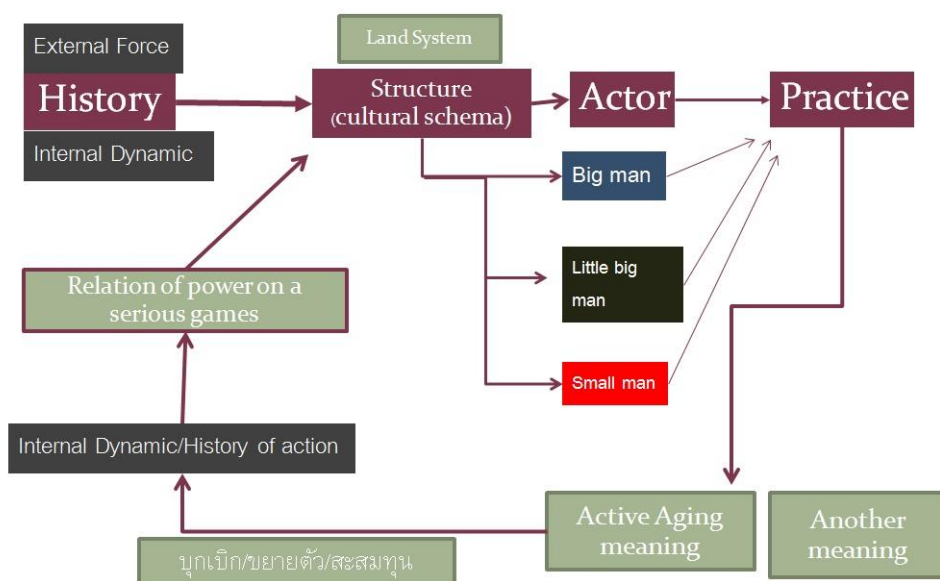 External Force
History
Internal Dynamic
Land System
Structure
(cultural schema)
Actor
Practice
Big man
Little big
man
Small man
Relation of power on a
serious games
Internal Dynamic/History of action
Active Aging
meaning
Another
meaning
บุกเบิก/ขยายตัว/สะสมทุน